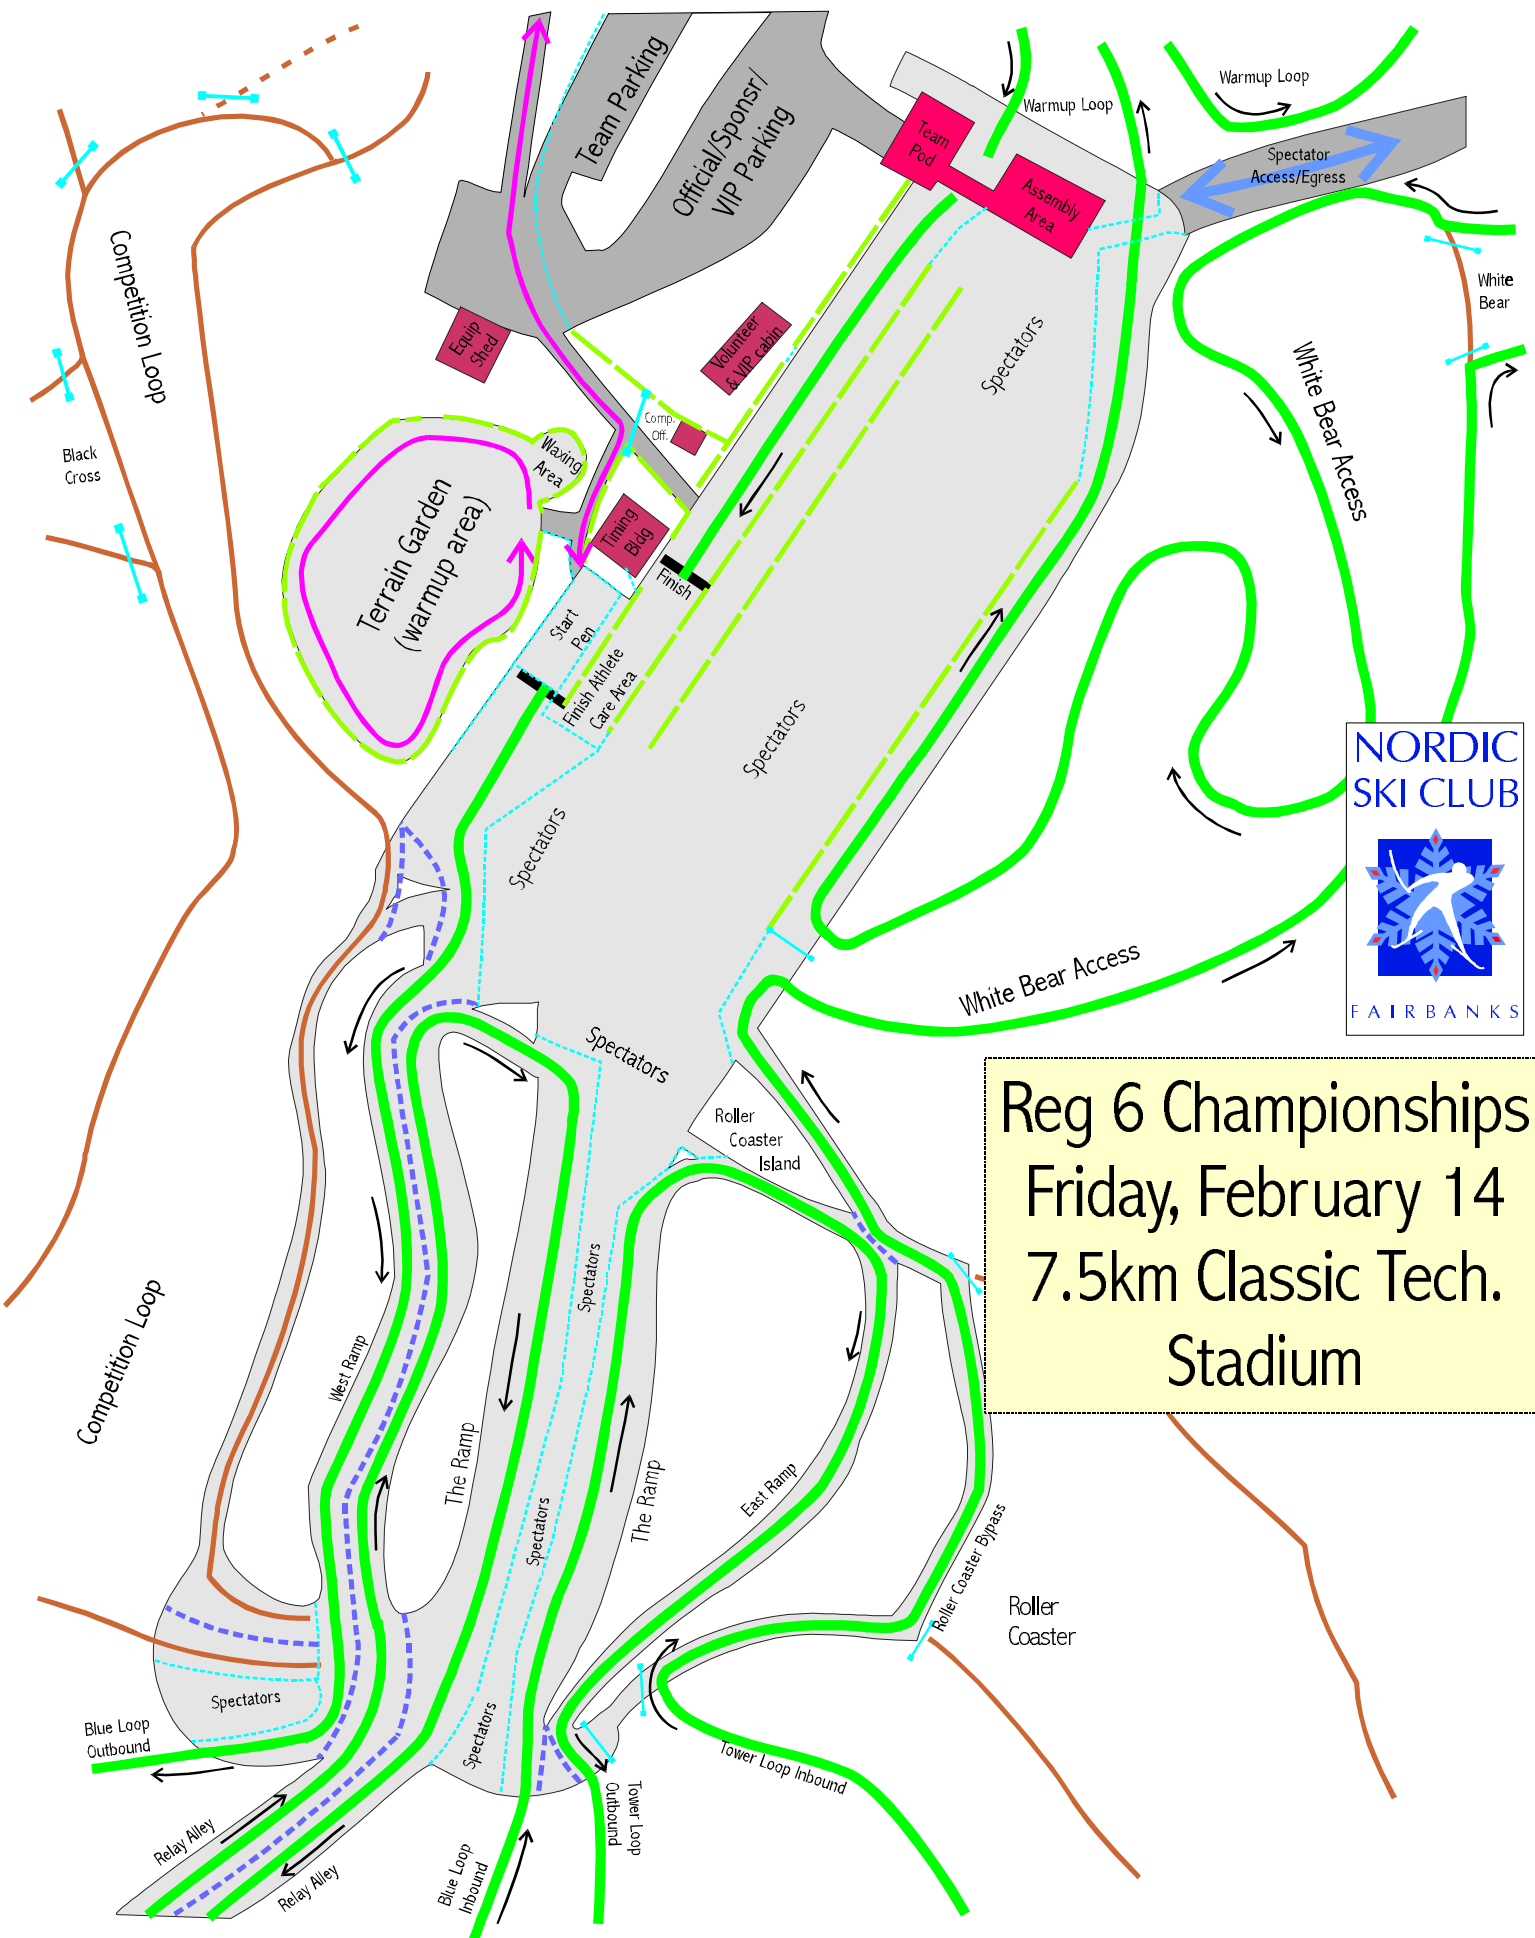 Team Parking
Official/Sponsr/
VIP Parking
Team
Pod
Assembly
Area
Warmup Loop
Warmup Loop
Spectator
Access/Egress
White
Bear
Competition Loop
Equip
Shed
Volunteer
& VIP cabin
Comp.
Off.
Spectators
White Bear Access
Black
Cross
Waxing
Area
Terrain Garden
(warmup area)
Timing
Bldg
Finish
Start
Pen
Finish Athlete
Care Area
Spectators
Spectators
NORDIC
SKI CLUB
FAIRBANKS
White Bear Access
Spectators
Roller
Coaster
Island
Reg 6 Championships
Friday, February 14
7.5km Classic Tech.
Stadium
Spectators
Competition Loop
West Ramp
The Ramp
Spectators
The Ramp
East Ramp
Roller Coaster Bypass
Roller
Coaster
Spectators
Blue Loop
Outbound
Spectators
Tower Loop Inbound
Tower Loop
Outbound
Relay Alley
Relay Alley
Blue Loop
Inbound